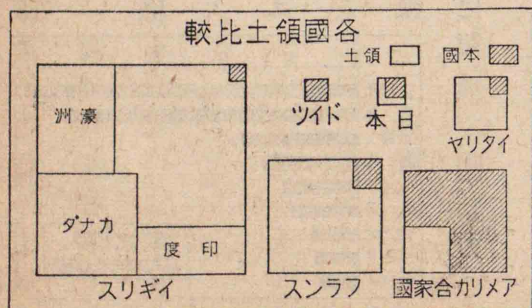 各國領土比較
本國 領土
イタリヤ
日本
ドイツ
濠洲
カナダ
印度
イギリス
フランス
アメリカ合衆國